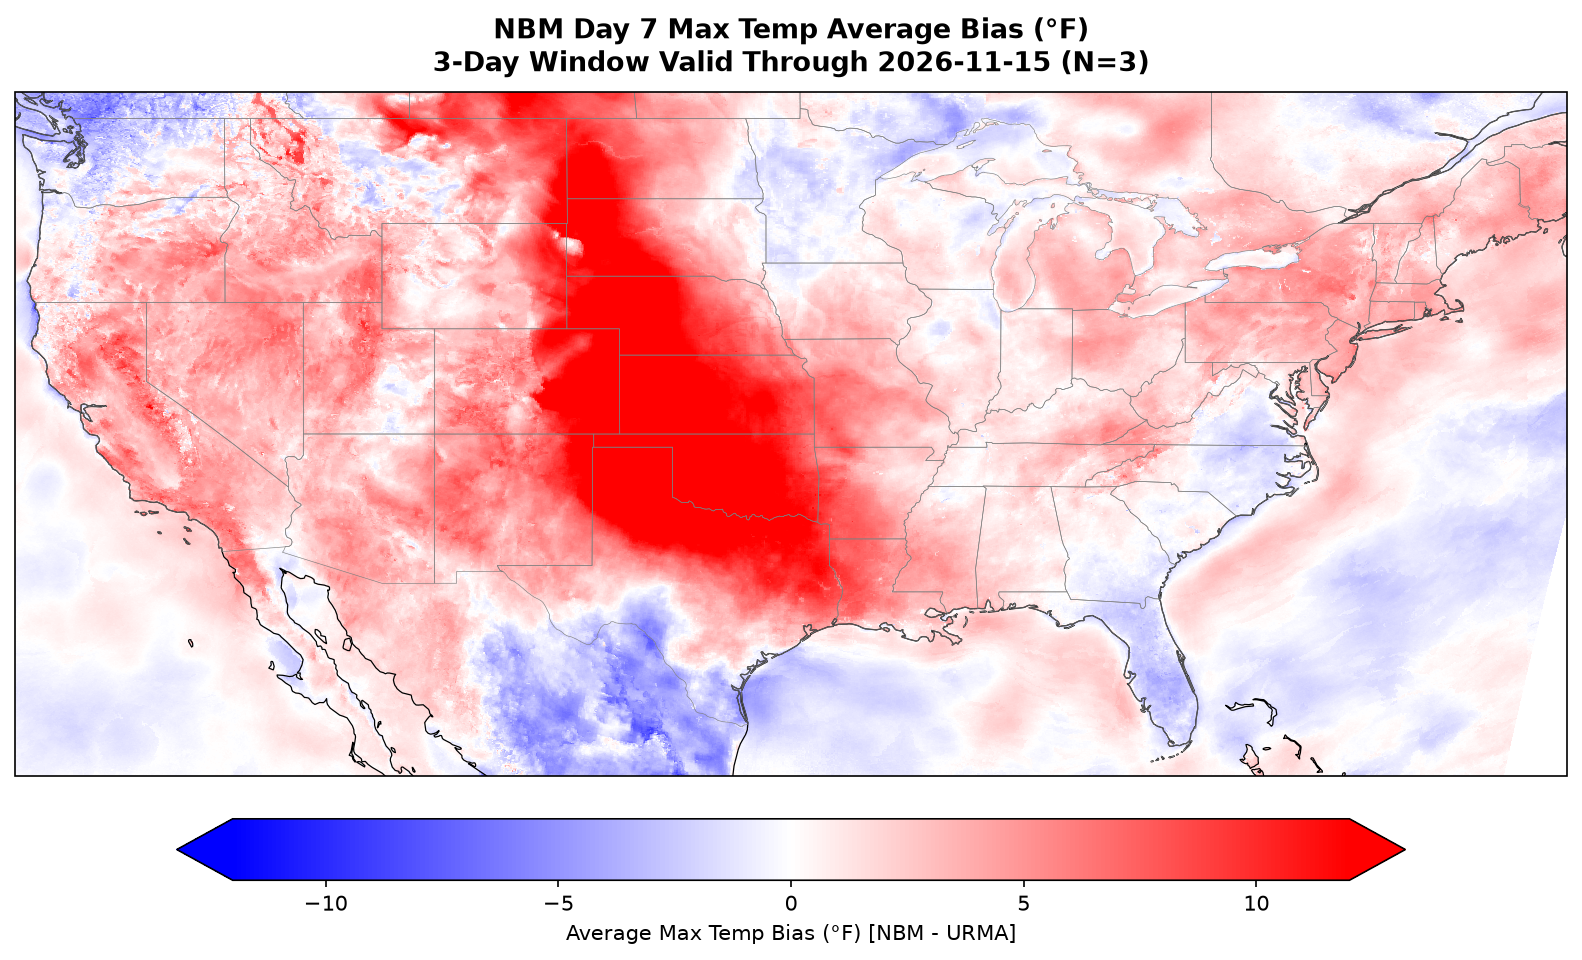 NBM Day 7 Max Temp Average Bias (°F)
3-Day Window Valid Through 2026-11-15 (N=3)
−10 −5 0 5 10
Average Max Temp Bias (°F) [NBM - URMA]